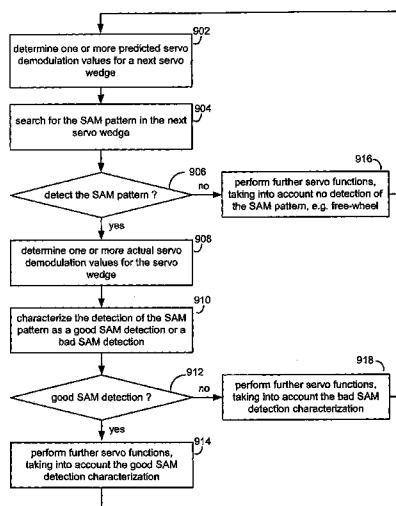 902
determine one or more predicted servo
demodulation values for a next servo
wedge
904
search for the SAM pattern in the next
servo wedge
906
detect the SAM pattern ?
no
yes
916
perform further servo functions,
taking into account no detection of
the SAM pattern, e.g. free-wheel
908
determine one or more actual servo
demodulation values for the servo
wedge
910
characterize the detection of the SAM
pattern as a good SAM detection or a
bad SAM detection
912
good SAM detection ?
no
yes
918
perform further servo functions,
taking into account the bad SAM
detection characterization
914
perform further servo functions,
taking into account the good SAM
detection characterization